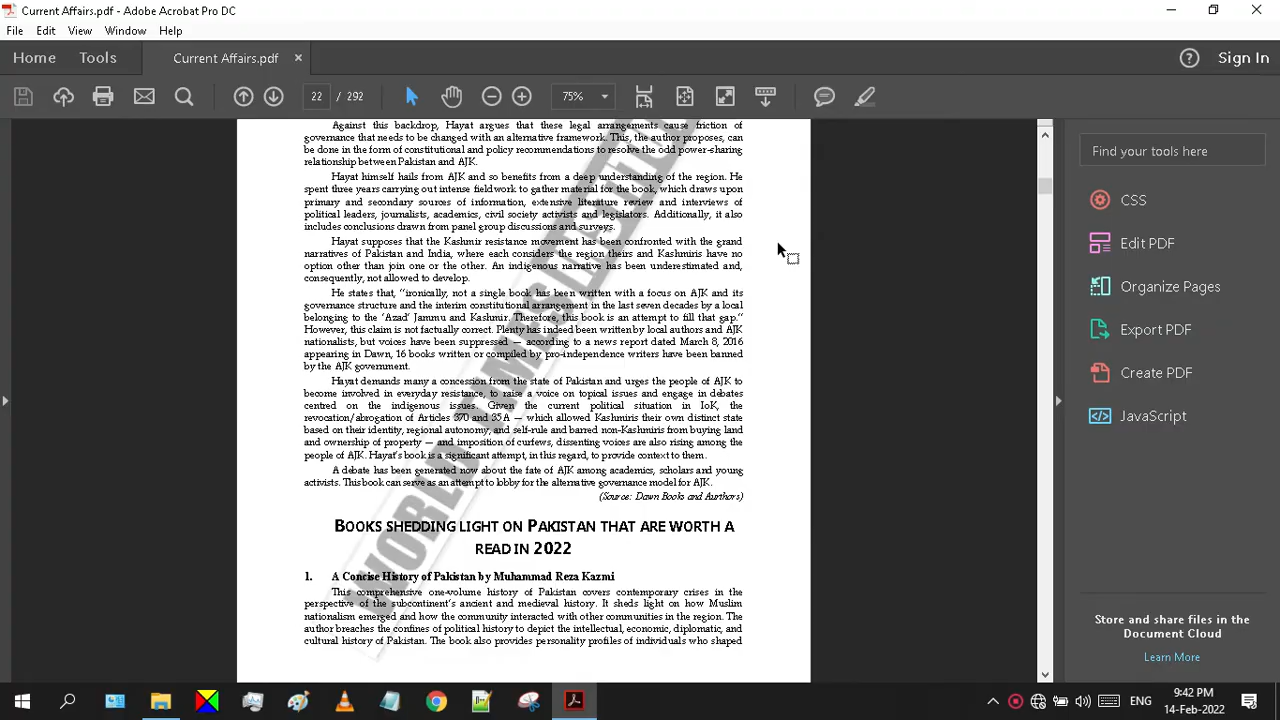 Current Affairs.pdf - Adobe Acrobat Pro DC
File Edit View Window Help
Home Tools Current Affairs.pdf × ? Sign In
22 / 292 75%
Against this backdrop, Hayat argues that these legal arrangements cause friction of
governance that needs to be changed with an alternative framework. This, the author proposes, can
be done in the form of constitutional and policy recommendations to resolve the odd power-sharing
relationship between Pakistan and AJK.
Hayat himself hails from AJK and so benefits from a deep understanding of the region. He
spent three years carrying out intense fieldwork to gather material for the book, which draws upon
primary and secondary sources of information, extensive literature review and interviews of
political leaders, journalists, academics, civil society activists and legislators. Additionally, it also
includes conclusions drawn from panel group discussions and surveys.
Hayat supposes that the Kashmir resistance movement has been confronted with the grand
narratives of Pakistan and India, where each considers the region theirs and Kashmiris have no
option other than join one or the other. An indigenous narrative has been underestimated and,
consequently, not allowed to develop.
He states that, “ironically, not a single book has been written with a focus on AJK and its
governance structure and the interim constitutional arrangement in the last seven decades by a local
belonging to the ‘Azad’ Jammu and Kashmir. Therefore, this book is an attempt to fill that gap.”
However, this claim is not factually correct. Plenty has indeed been written by local authors and AJK
nationalists, but voices have been suppressed — according to a news report dated March 8, 2016
appearing in Dawn, 16 books written or compiled by pro-independence writers have been banned
by the AJK government.
Hayat demands many a concession from the state of Pakistan and urges the people of AJK to
become involved in everyday resistance, to raise a voice on topical issues and engage in debates
centred on the indigenous issues. Given the current political situation in IoK, the
revocation/abrogation of Articles 370 and 35A — which allowed Kashmiris their own distinct state
based on their identity, regional autonomy, and self-rule and barred non-Kashmiris from buying land
and ownership of property — and imposition of curfews, dissenting voices are also rising among the
people of AJK. Hayat’s book is a significant attempt, in this regard, to provide context to them.
A debate has been generated now about the fate of AJK among academics, scholars and young
activists. This book can serve as an attempt to lobby for the alternative governance model for AJK.
(Source: Dawn Books and Aurthors)
BOOKS SHEDDING LIGHT ON PAKISTAN THAT ARE WORTH A
READ IN 2022
1. A Concise History of Pakistan by Muhammad Reza Kazmi
This comprehensive one-volume history of Pakistan covers contemporary crises in the
perspective of the subcontinent’s ancient and medieval history. It sheds light on how Muslim
nationalism emerged and how the community interacted with other communities in the region. The
author breaches the confines of political history to depict the intellectual, economic, diplomatic, and
cultural history of Pakistan. The book also provides personality profiles of individuals who shaped
WORLD TIMES INSTITUTE
Find your tools here
CSS
Edit PDF
Organize Pages
Export PDF
Create PDF
JavaScript
Store and share files in the
Document Cloud
Learn More
ENG
9:42 PM
14-Feb-2022